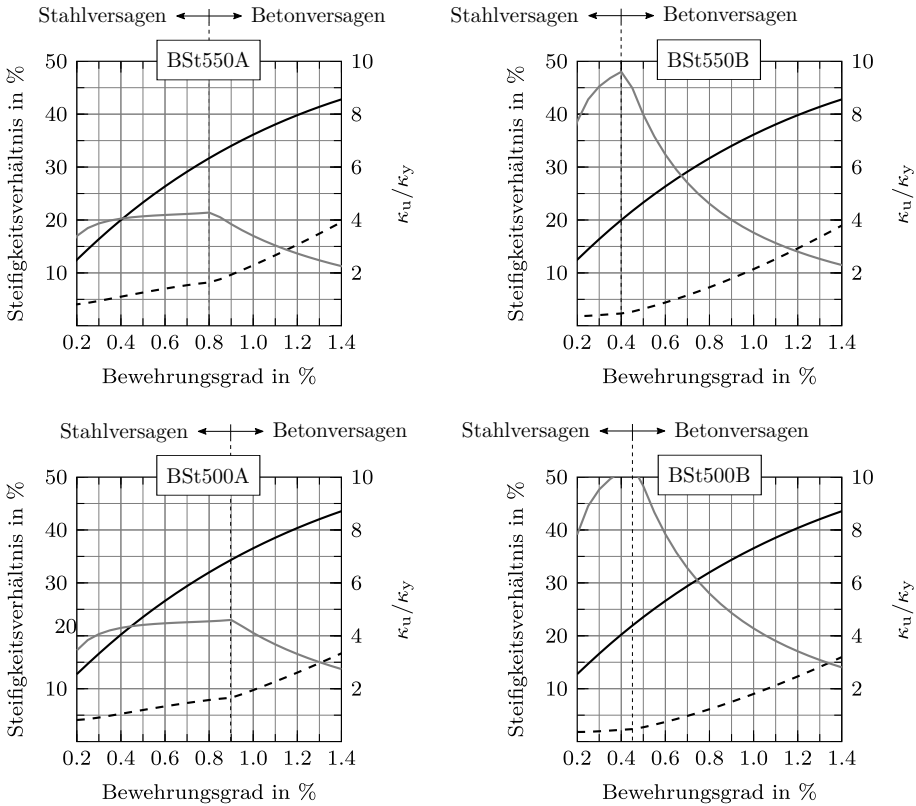 Stahlversagen Betonversagen
BSt550A
50 10
40 8
30 6
20 4
10 2
0.2 0.4 0.6 0.8 1.0 1.2 1.4
Steifigkeitsverhältnis in %
κu/κy
Bewehrungsgrad in %
Stahlversagen Betonversagen
BSt550B
50 10
40 8
30 6
20 4
10 2
0.2 0.4 0.6 0.8 1.0 1.2 1.4
Steifigkeitsverhältnis in %
κu/κy
Bewehrungsgrad in %
Stahlversagen Betonversagen
BSt500A
50 10
40 8
30 6
20 4
10 2
0.2 0.4 0.6 0.8 1.0 1.2 1.4
Steifigkeitsverhältnis in %
κu/κy
Bewehrungsgrad in %
Stahlversagen Betonversagen
BSt500B
50 10
40 8
30 6
20 4
10 2
0.2 0.4 0.6 0.8 1.0 1.2 1.4
Steifigkeitsverhältnis in %
κu/κy
Bewehrungsgrad in %